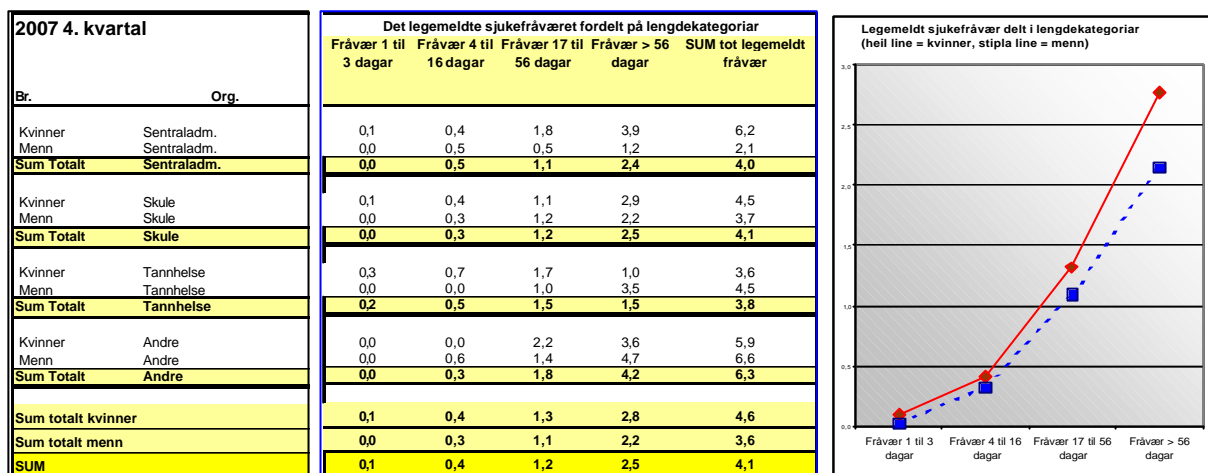 2007 4. kvartal
Det legemeldte sjukefråværet fordelt på lengdekategoriar
Fråvær 1 til Fråvær 4 til Fråvær 17 til Fråvær > 56 SUM tot legemeldt
3 dagar 16 dagar 56 dagar dagar fråvær
Br. Org.
Kvinner Sentraladm. 0,1 0,4 1,8 3,9 6,2
Menn Sentraladm. 0,0 0,5 0,5 1,2 2,1
Sum Totalt Sentraladm. 0,0 0,5 1,1 2,4 4,0
Kvinner Skule 0,1 0,4 1,1 2,9 4,5
Menn Skule 0,0 0,3 1,2 2,2 3,7
Sum Totalt Skule 0,0 0,3 1,2 2,5 4,1
Kvinner Tannhelse 0,3 0,7 1,7 1,0 3,6
Menn Tannhelse 0,0 0,0 1,0 3,5 4,5
Sum Totalt Tannhelse 0,2 0,5 1,5 1,5 3,8
Kvinner Andre 0,0 0,0 2,2 3,6 5,9
Menn Andre 0,0 0,6 1,4 4,7 6,6
Sum Totalt Andre 0,0 0,3 1,8 4,2 6,3
Sum totalt kvinner 0,1 0,4 1,3 2,8 4,6
Sum totalt menn 0,0 0,3 1,1 2,2 3,6
SUM 0,1 0,4 1,2 2,5 4,1
Legemeldt sjukefråvær delt i lengdekategoriar
(heil line = kvinner, stipla line = menn)
3,0
2,5
2,0
1,5
1,0
0,5
0,0
Fråvær 1 til 3 Fråvær 4 til 16 Fråvær 17 til 56 Fråvær > 56
dagar dagar dagar dagar